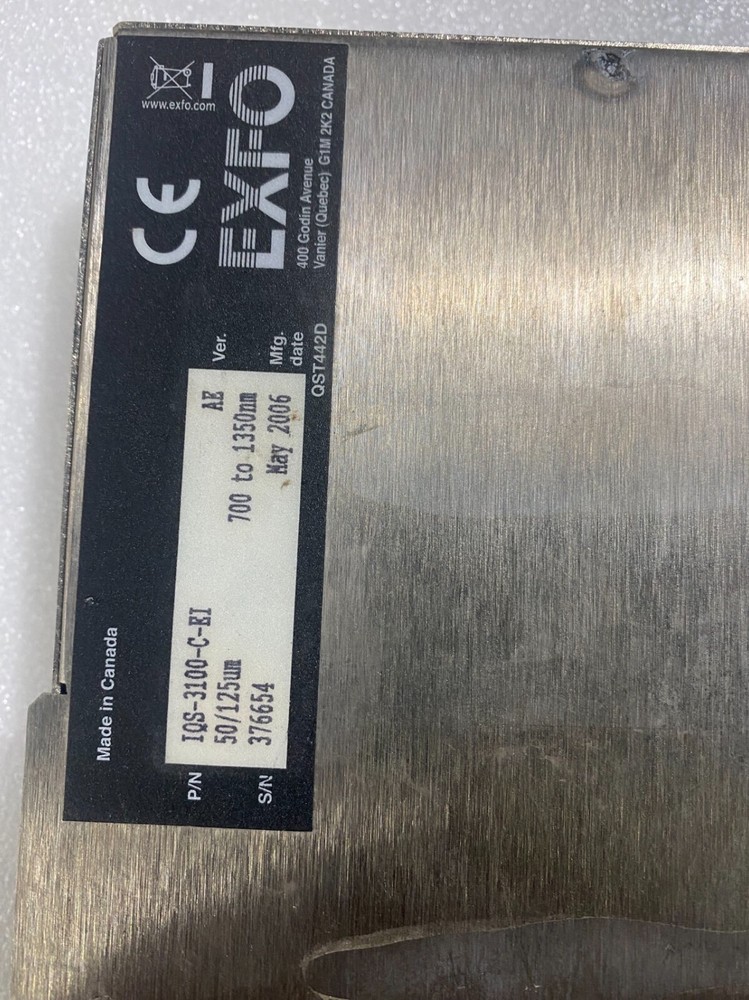 Made in Canada
CE
www.exfo.com
EXFO
400 Godin Avenue
Vanier (Quebec) G1M 2K2 CANADA
P/N IQS-3100-C-EI Ver. AE
50/125um 700 to 1350nm
S/N 376654 Mfg. date May 2006
QST442D